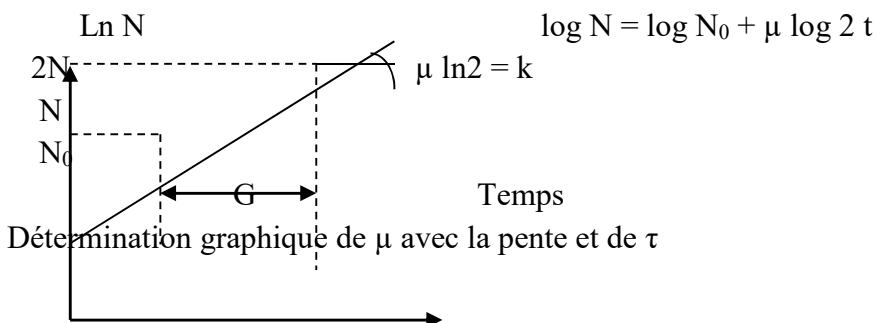 Ln N
log N = log N₀ + μ log 2 t
2N
μ ln2 = k
N
N₀
G
Temps
Détermination graphique de μ avec la pente et de τ